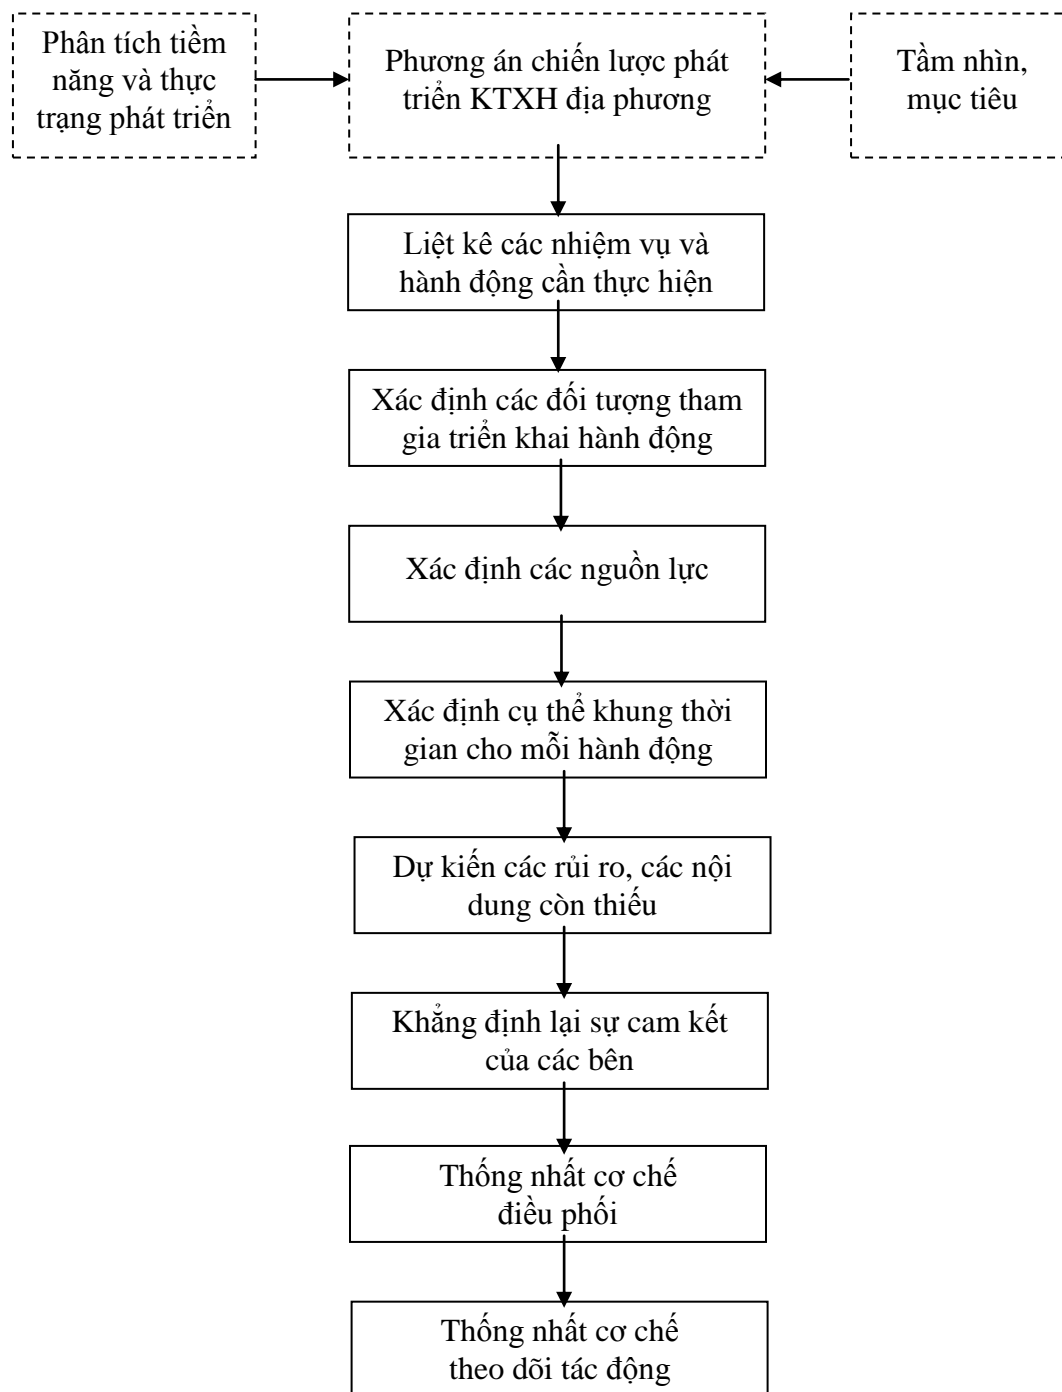 Phân tích tiềm
năng và thực
trạng phát triển
Phương án chiến lược phát
triển KTXH địa phương
Tầm nhìn,
mục tiêu
Liệt kê các nhiệm vụ và
hành động cần thực hiện
Xác định các đối tượng tham
gia triển khai hành động
Xác định các nguồn lực
Xác định cụ thể khung thời
gian cho mỗi hành động
Dự kiến các rủi ro, các nội
dung còn thiếu
Khẳng định lại sự cam kết
của các bên
Thống nhất cơ chế
điều phối
Thống nhất cơ chế
theo dõi tác động